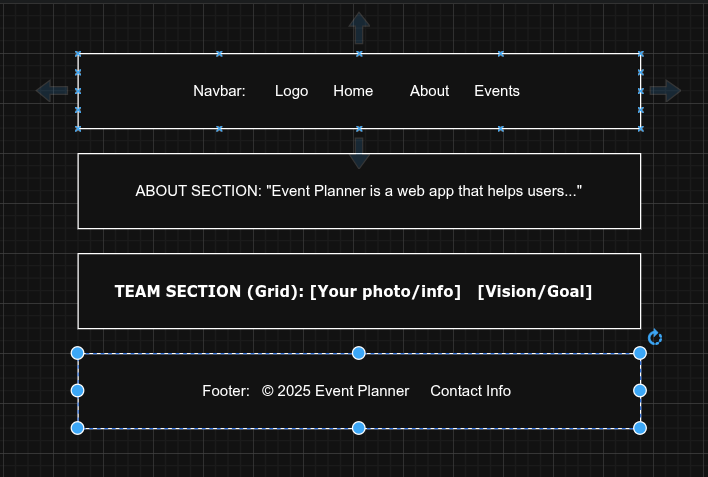 Navbar: Logo Home About Events
ABOUT SECTION: "Event Planner is a web app that helps users..."
TEAM SECTION (Grid): [Your photo/info] [Vision/Goal]
Footer: © 2025 Event Planner Contact Info